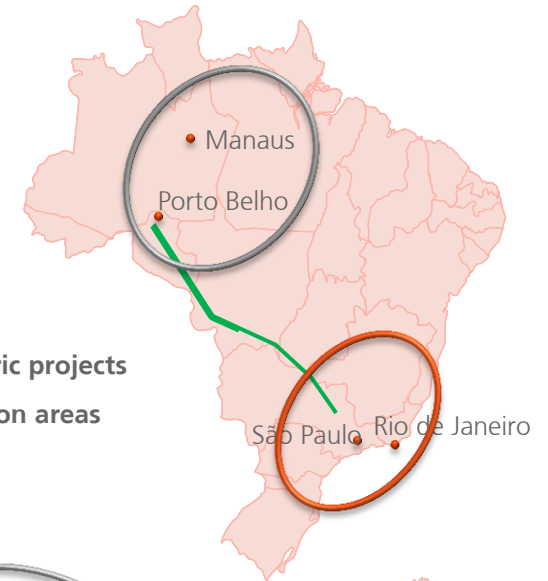 Manaus
Porto Belho
ric projects
on areas
São Paulo
Rio de Janeiro